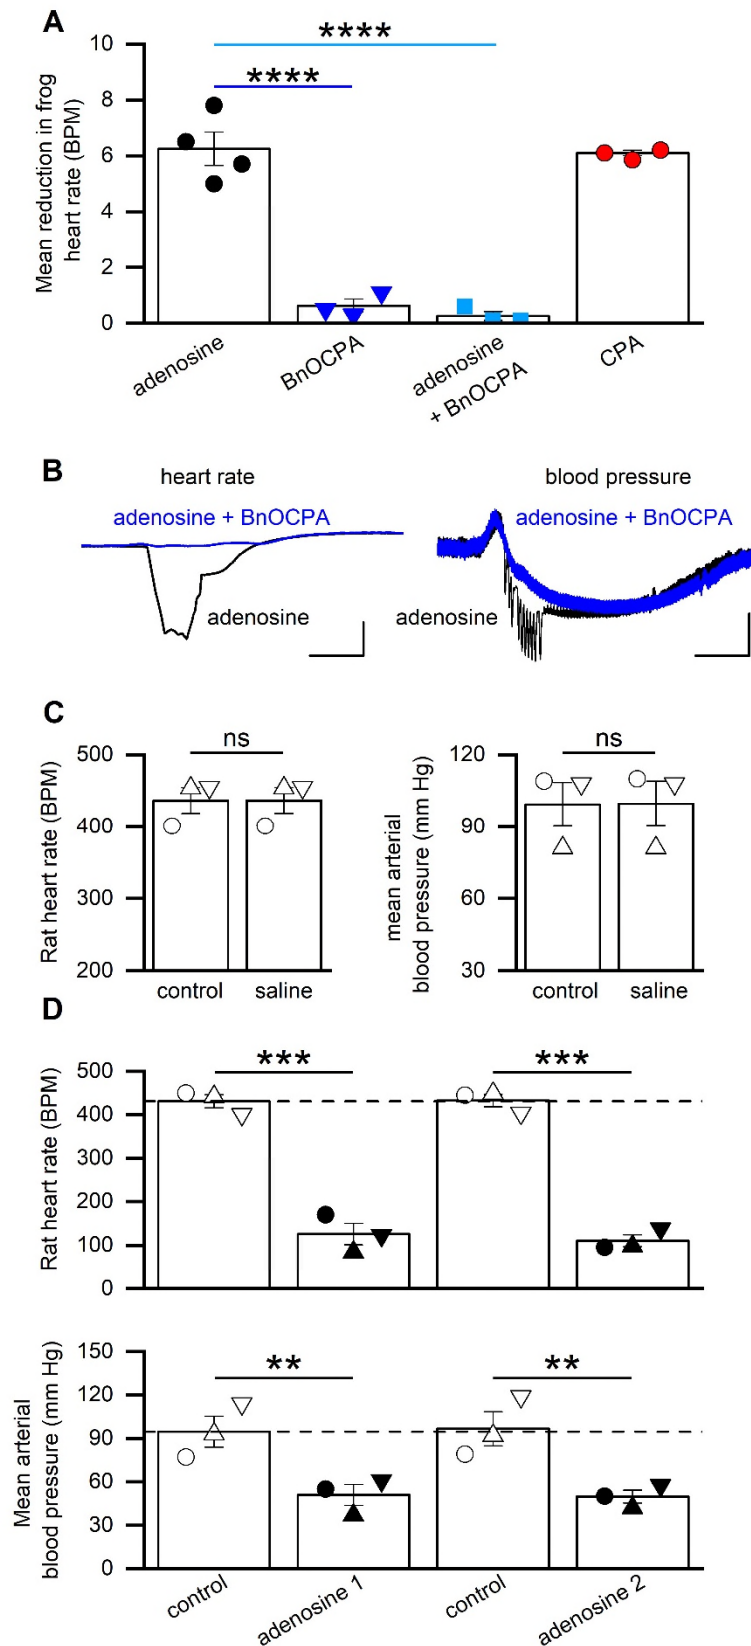 A
****
****
10
8
6
4
2
0
Mean reduction in frog
heart rate (BPM)
adenosine
BnOCPA
adenosine
+ BnOCPA
CPA
B
heart rate
blood pressure
adenosine + BnOCPA
adenosine + BnOCPA
adenosine
adenosine
C
ns
ns
500
400
300
200
Rat heart rate (BPM)
control
saline
120
90
60
30
mean arterial
blood pressure (mm Hg)
control
saline
D
***
***
500
400
300
200
100
0
Rat heart rate (BPM)
**
**
150
120
90
60
30
0
Mean arterial
blood pressure (mm Hg)
control
adenosine 1
control
adenosine 2